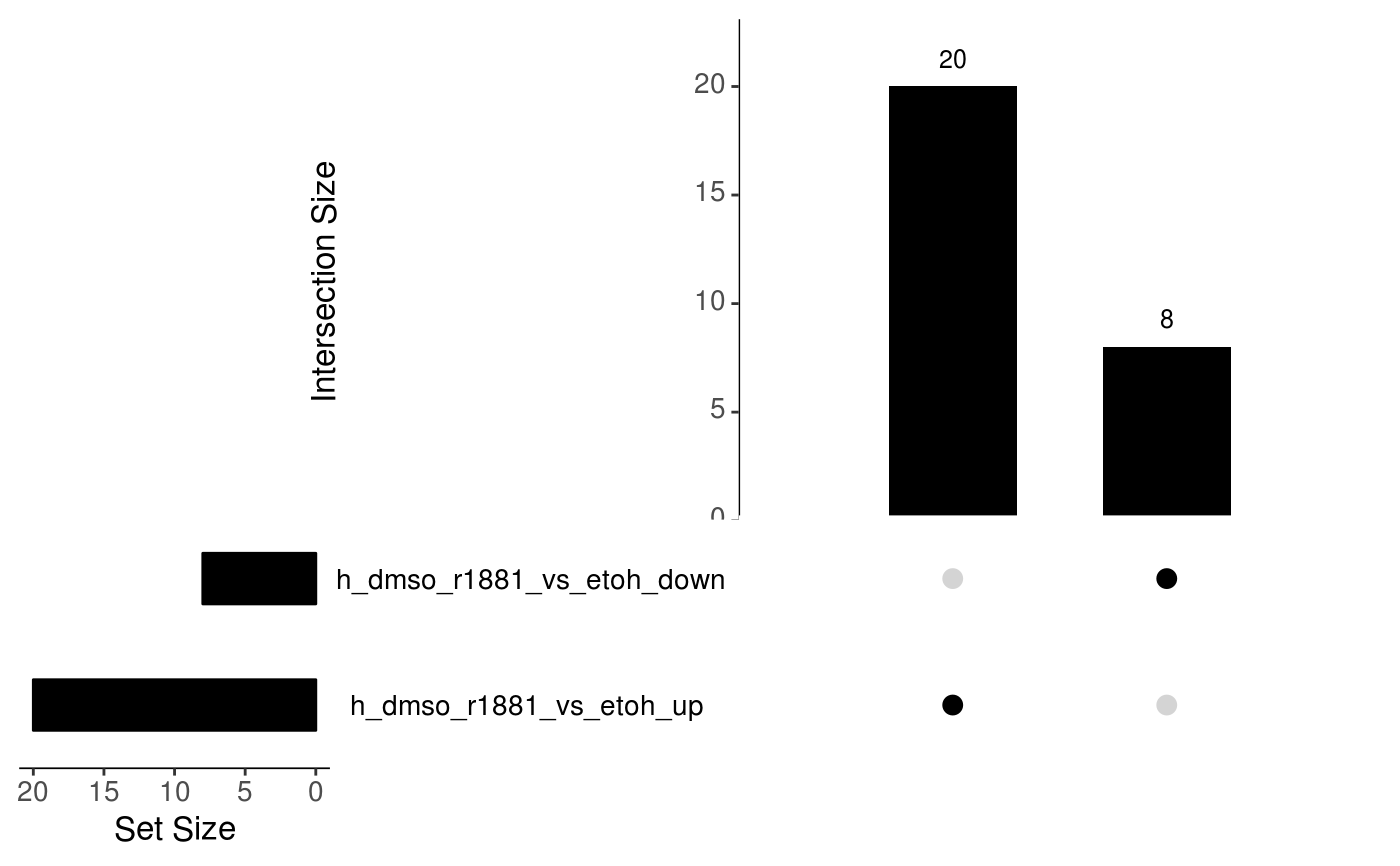 20
20
15
10
5
0
Intersection Size
8
h_dmso_r1881_vs_etoh_down
h_dmso_r1881_vs_etoh_up
20 15 10 5 0
Set Size